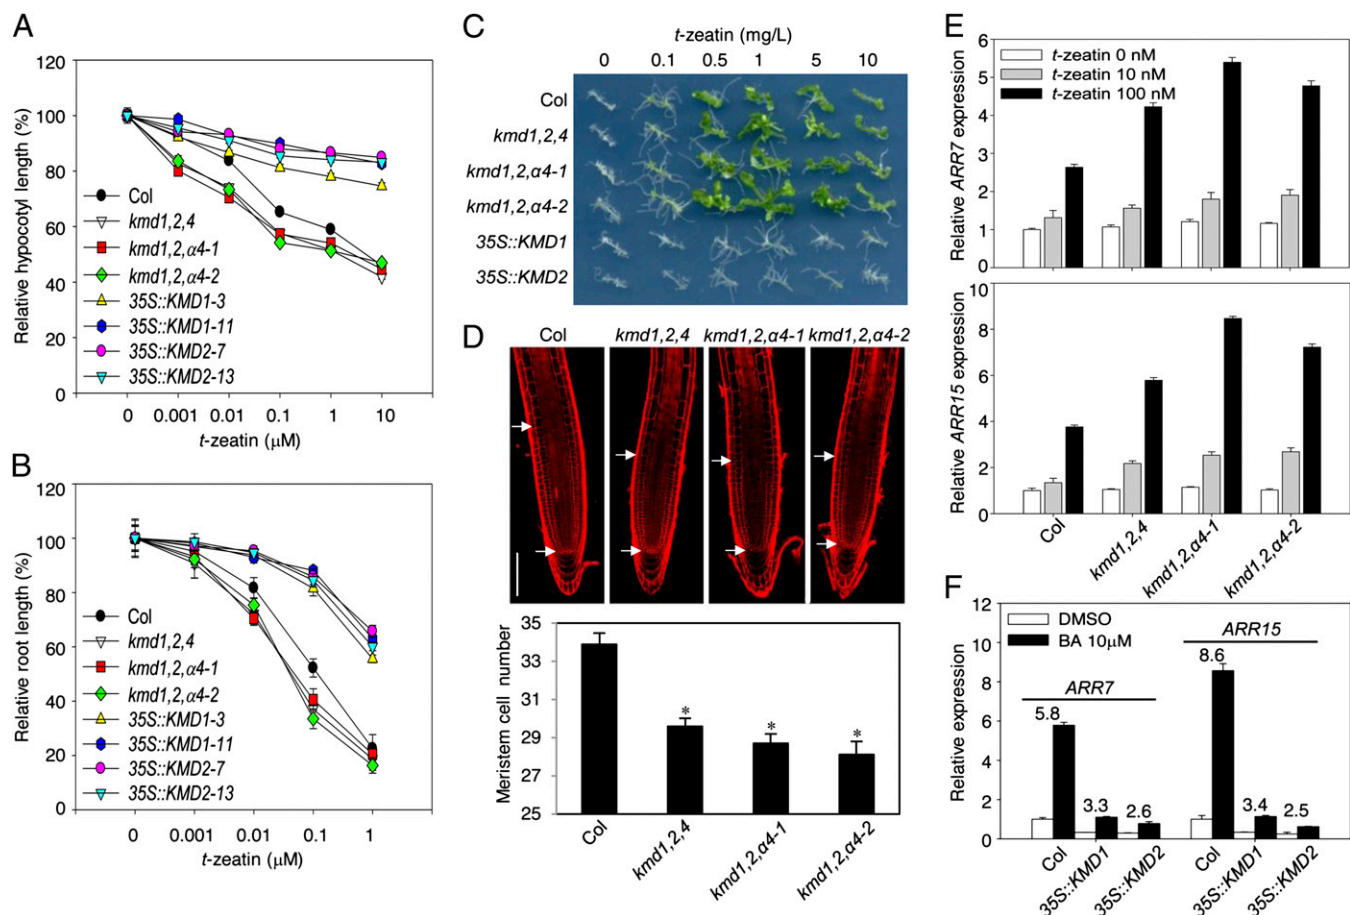 A
120
100
80
60
40
20
0
Relative hypocotyl length (%)
Col
kmd1,2,4
kmd1,2,α4-1
kmd1,2,α4-2
35S::KMD1-3
35S::KMD1-11
35S::KMD2-7
35S::KMD2-13
0 0.001 0.01 0.1 1 10
t-zeatin (μM)
B
120
100
80
60
40
20
0
Relative root length (%)
Col
kmd1,2,4
kmd1,2,α4-1
kmd1,2,α4-2
35S::KMD1-3
35S::KMD1-11
35S::KMD2-7
35S::KMD2-13
0 0.001 0.01 0.1 1
t-zeatin (μM)
C
t-zeatin (mg/L)
0 0.1 0.5 1 5 10
Col
kmd1,2,4
kmd1,2,α4-1
kmd1,2,α4-2
35S::KMD1
35S::KMD2
D
Col kmd1,2,4 kmd1,2,α4-1 kmd1,2,α4-2
35
33
31
29
27
25
Meristem cell number
* * *
Col kmd1,2,4 kmd1,2,α4-1 kmd1,2,α4-2
E
t-zeatin 0 nM
t-zeatin 10 nM
t-zeatin 100 nM
6
5
4
3
2
1
0
Relative ARR7 expression
10
8
6
4
2
0
Relative ARR15 expression
Col kmd1,2,4 kmd1,2,α4-1 kmd1,2,α4-2
F
12
10
8
6
4
2
0
Relative expression
DMSO
BA 10μM
ARR7
ARR15
5.8 3.3 2.6 8.6 3.4 2.5
Col 35S::KMD1 35S::KMD2 Col 35S::KMD1 35S::KMD2